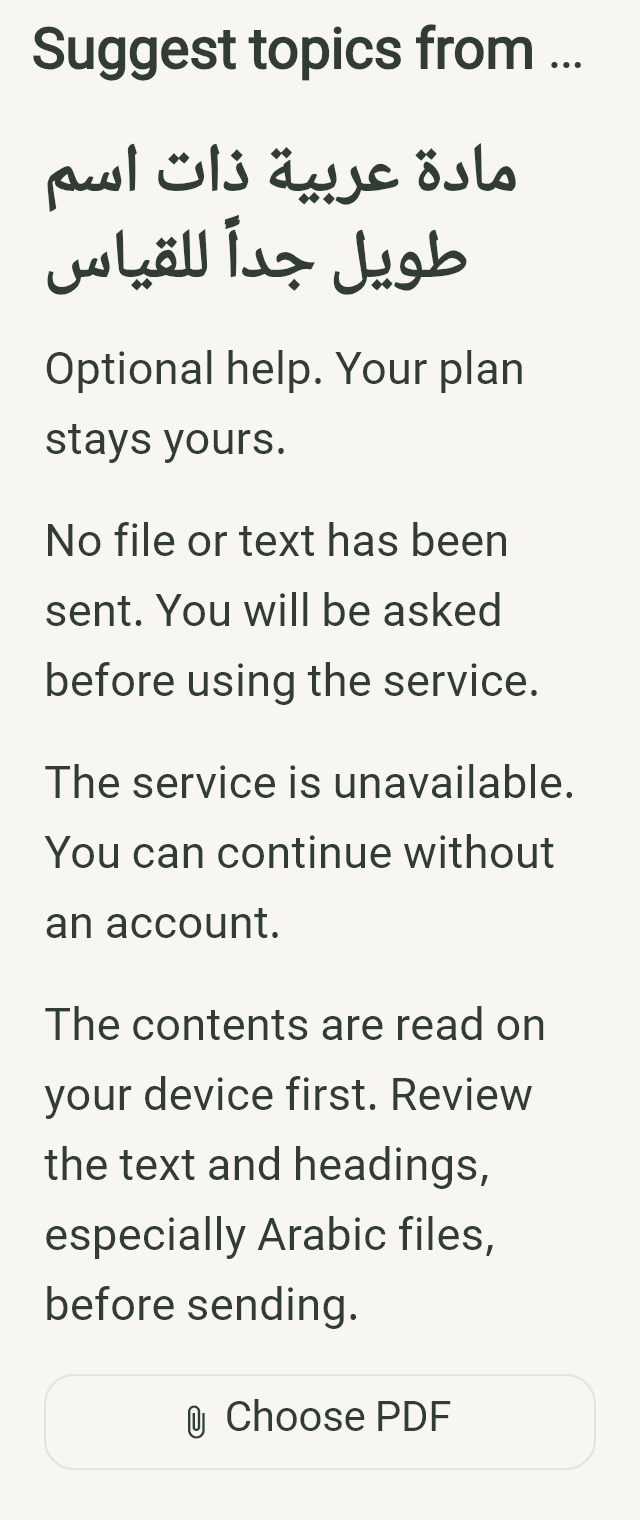 Suggest topics from ...
مادة عربية ذات اسم
طويل جداً للقياس
Optional help. Your plan
stays yours.
No file or text has been
sent. You will be asked
before using the service.
The service is unavailable.
You can continue without
an account.
The contents are read on
your device first. Review
the text and headings,
especially Arabic files,
before sending.
Choose PDF